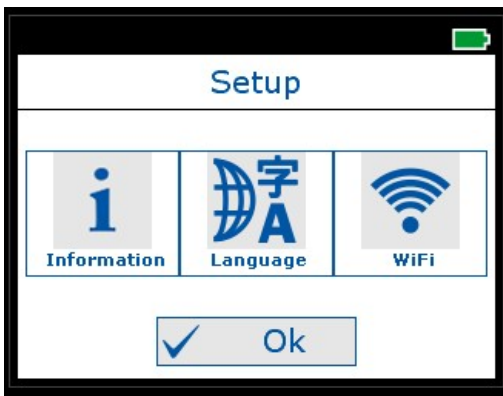 Setup
Information
字
A
Language
WiFi
Ok